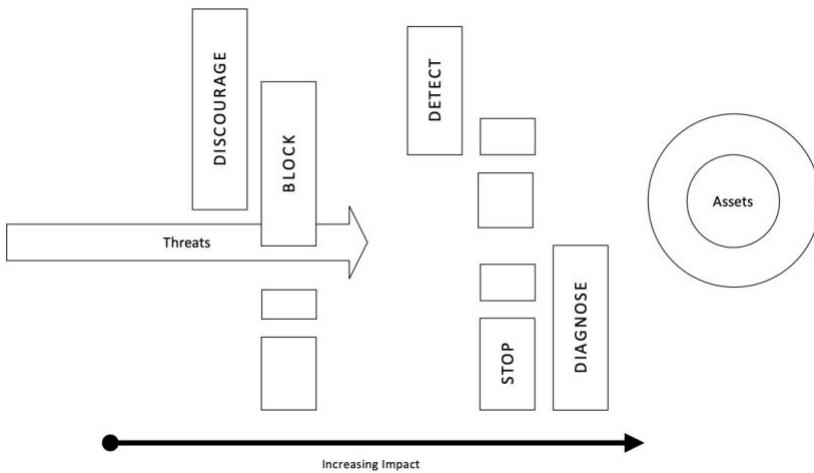 DISCOURAGE
BLOCK
DETECT
Threats
Assets
STOP
DIAGNOSE
Increasing Impact